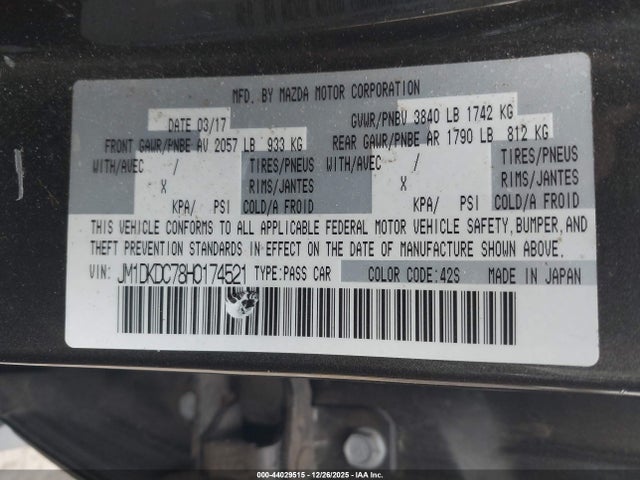 MFD. BY MAZDA MOTOR CORPORATION
DATE 03/17 GVWR/PNBV 3840 LB 1742 KG
FRONT GAWR/PNBE AV 2057 LB 933 KG REAR GAWR/PNBE AR 1790 LB 812 KG
WITH/AVEC / TIRES/PNEUS WITH/AVEC / TIRES/PNEUS
X RIMS/JANTES X RIMS/JANTES
KPA/ PSI COLD/A FROID KPA/ PSI COLD/A FROID
THIS VEHICLE CONFORMS TO ALL APPLICABLE FEDERAL MOTOR VEHICLE SAFETY, BUMPER, AND
THEFT PREVENTION STANDARDS IN EFFECT ON THE DATE OF MANUFACTURE SHOWN ABOVE.
VIN: JM1DKDC78H0174521 TYPE:PASS CAR COLOR CODE:42S MADE IN JAPAN
000-44029515 - 12/26/2025 - © IAA, Inc.